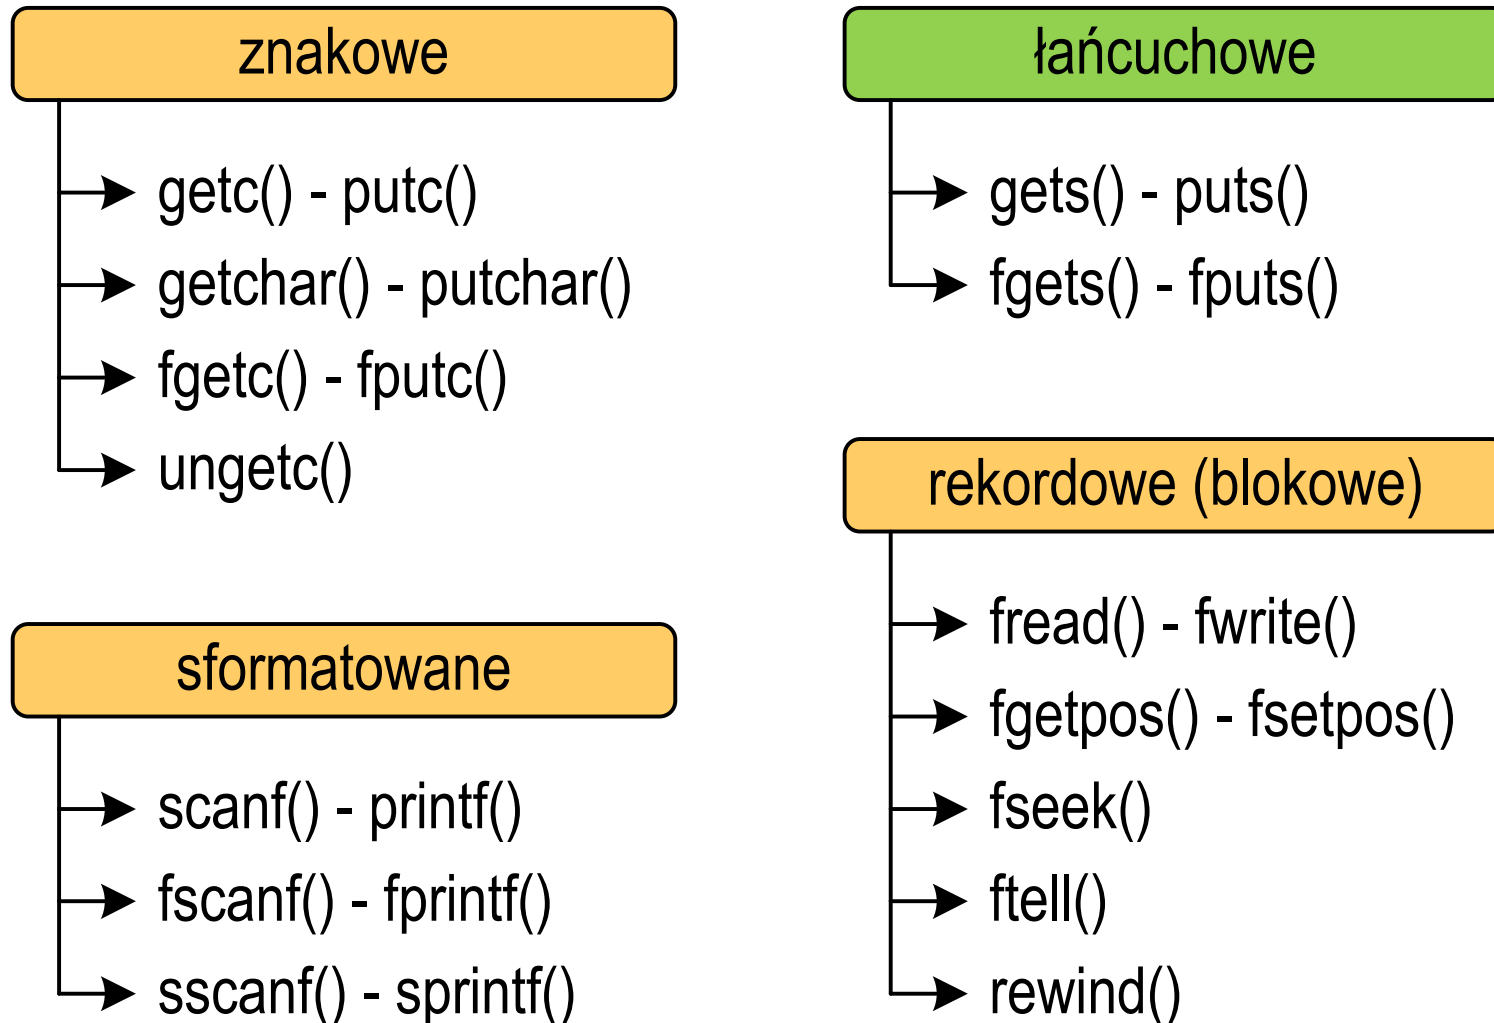 znakowe
getc() - putc()
getchar() - putchar()
fgetc() - fputc()
ungetc()
sformatowane
scanf() - printf()
fscanf() - fprintf()
sscanf() - sprintf()
łańcuchowe
gets() - puts()
fgets() - fputs()
rekordowe (blokowe)
fread() - fwrite()
fgetpos() - fsetpos()
fseek()
ftell()
rewind()